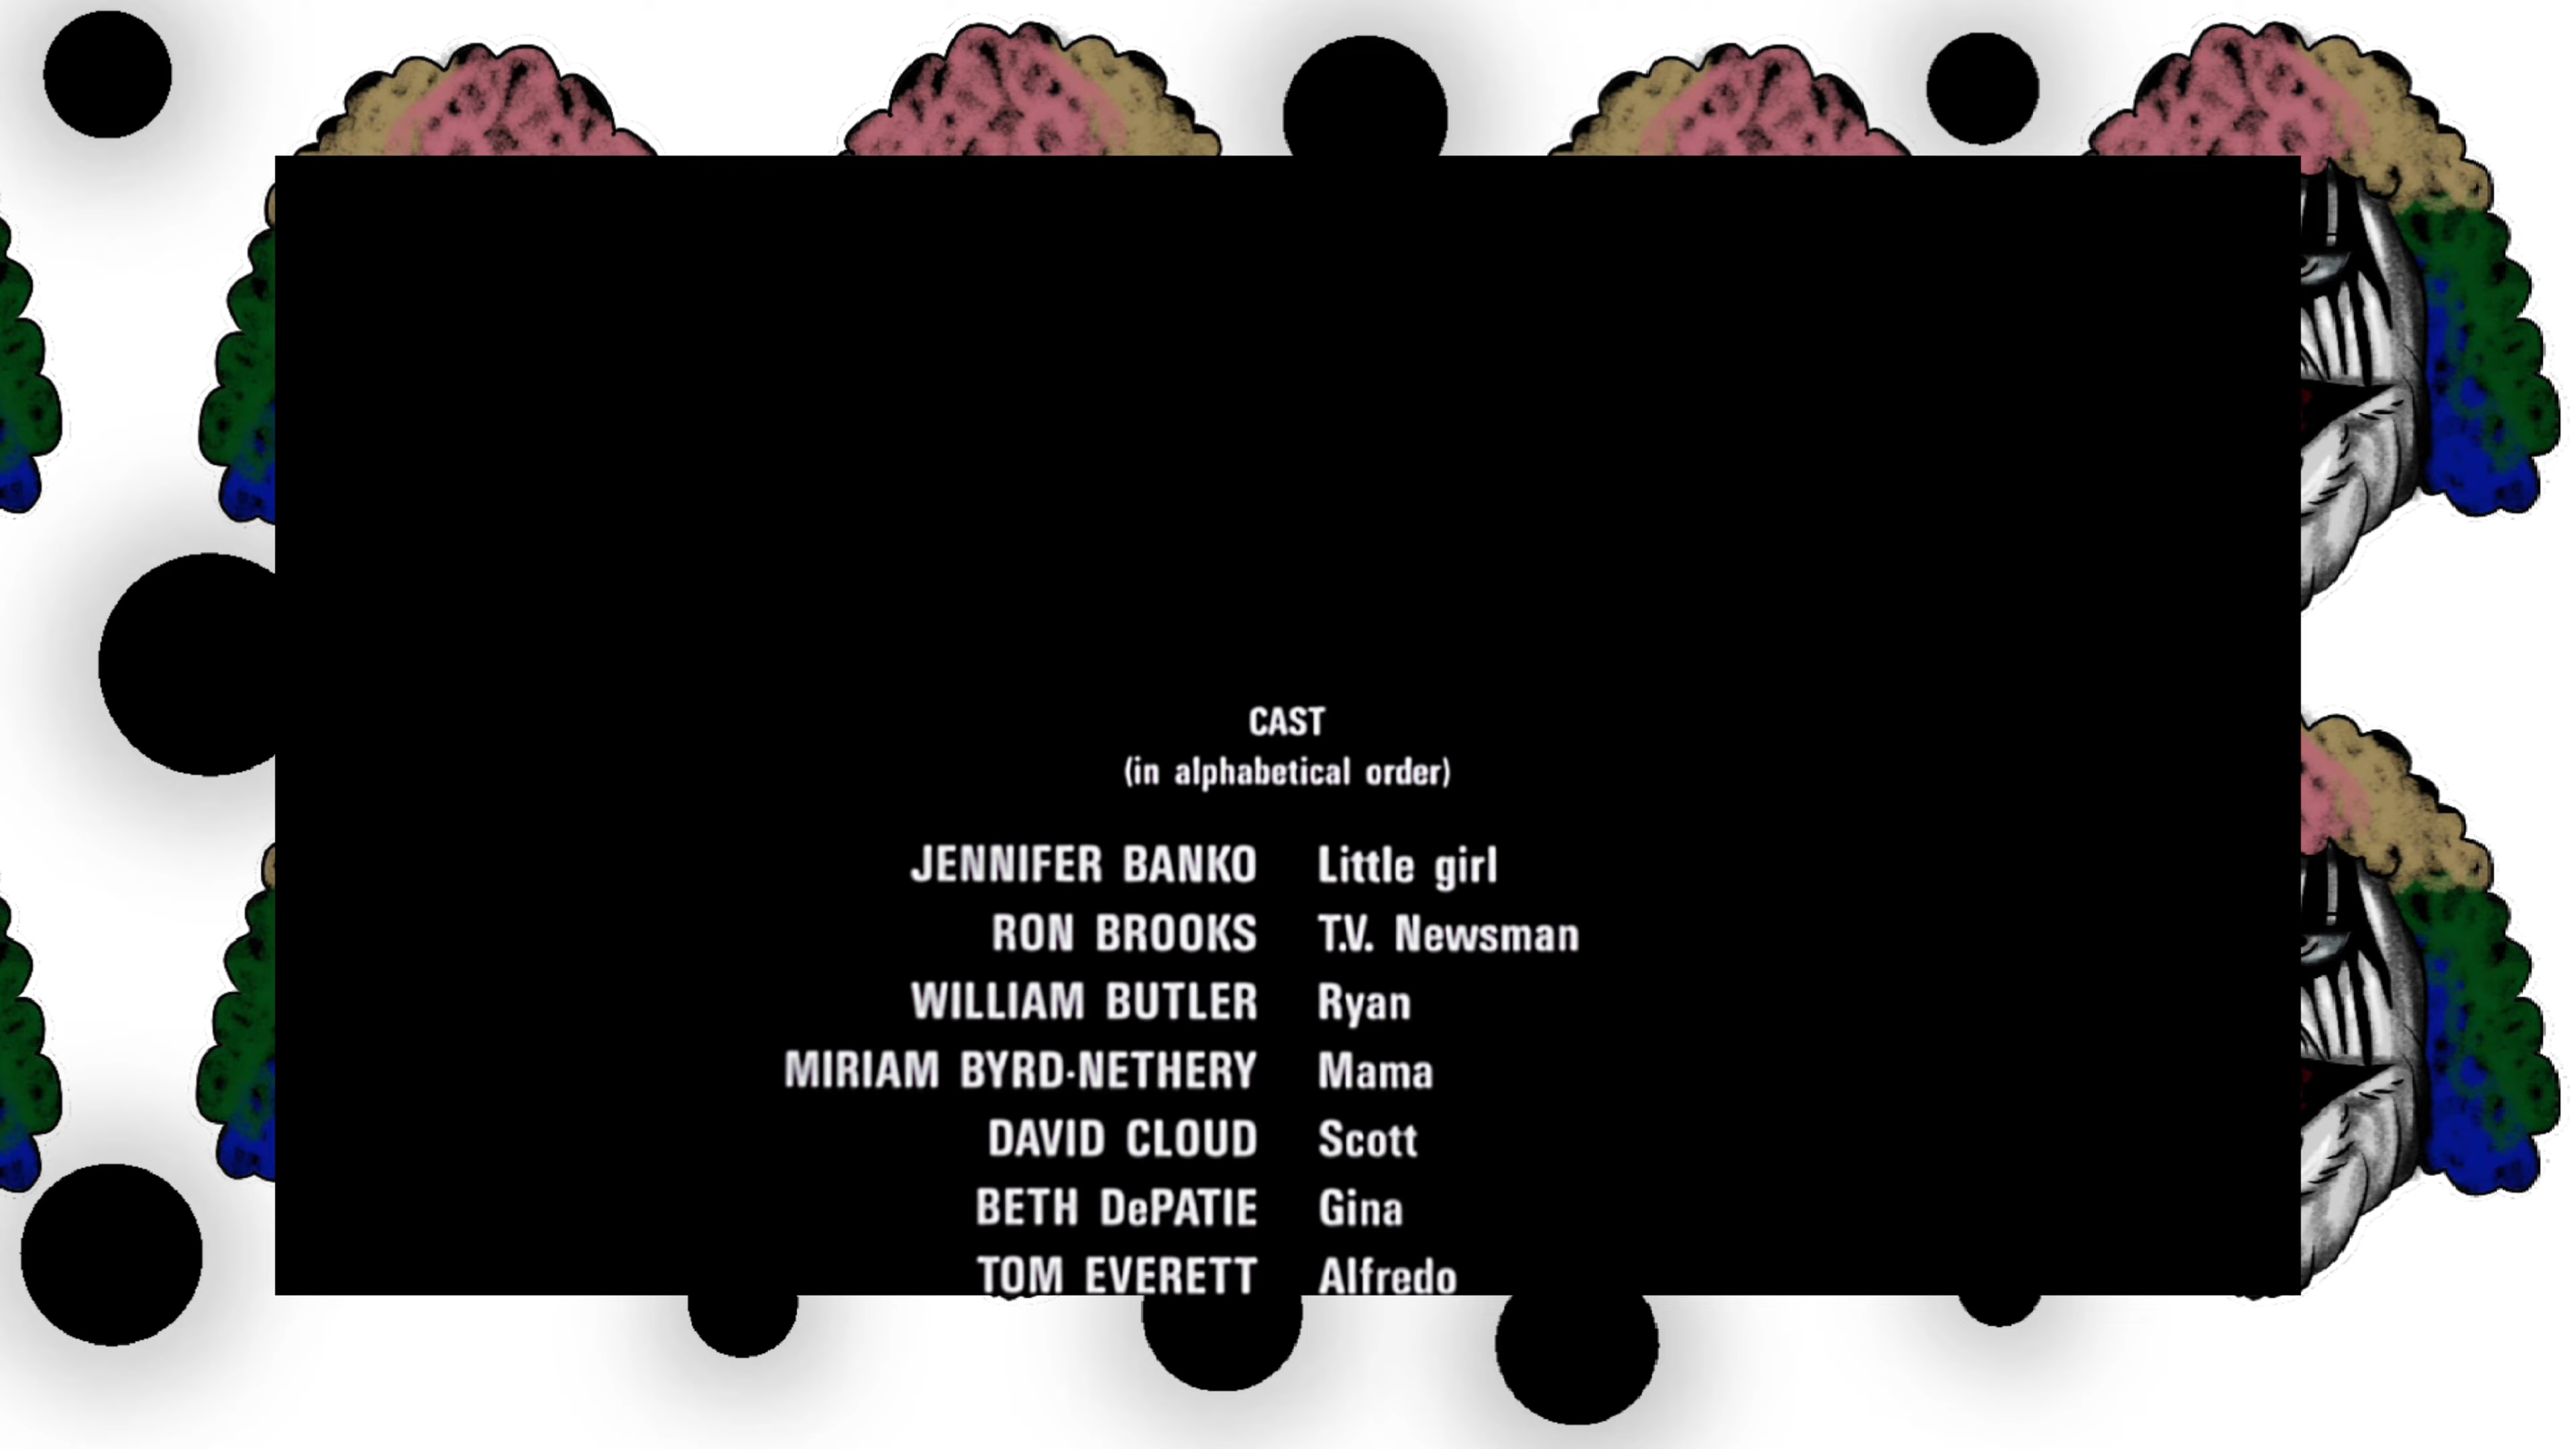 CAST
(in alphabetical order)
JENNIFER BANKO Little girl
RON BROOKS T.V. Newsman
WILLIAM BUTLER Ryan
MIRIAM BYRD-NETHERY Mama
DAVID CLOUD Scott
BETH DePATIE Gina
TOM EVERETT Alfredo